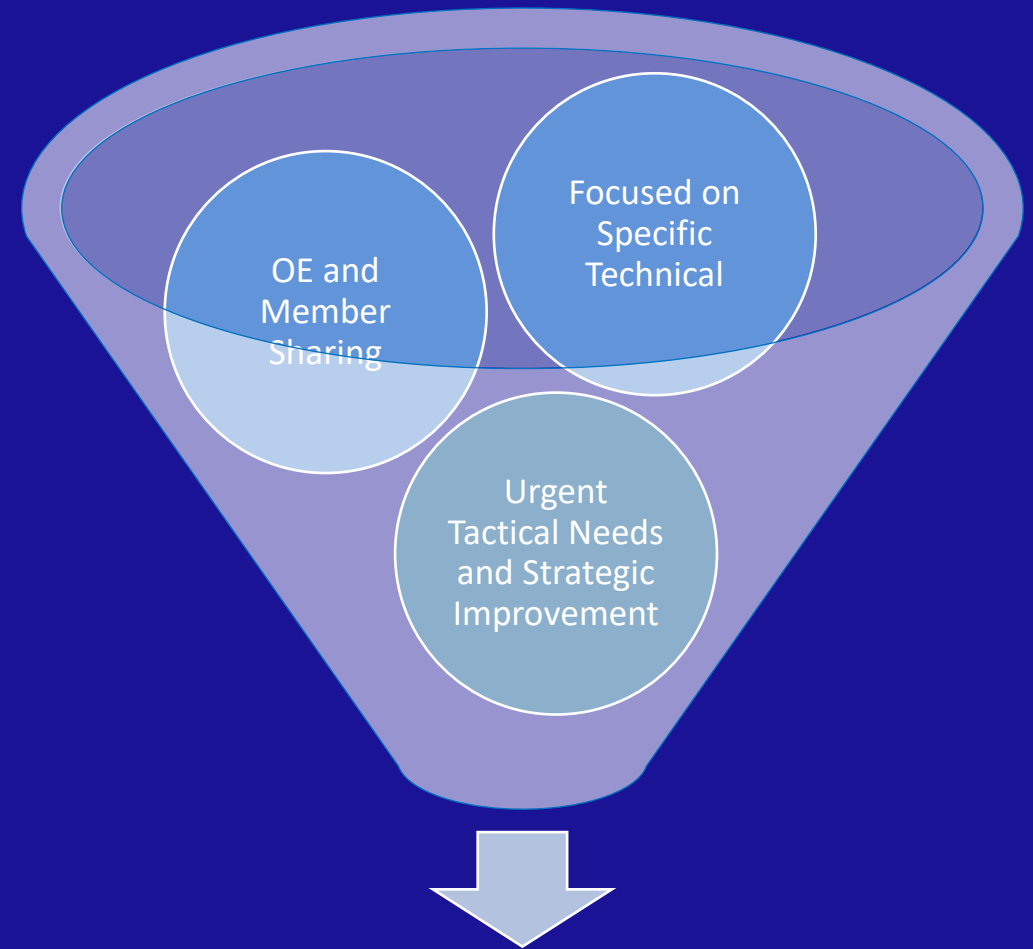 OE and
Member
Sharing
Focused on
Specific
Technical
Urgent
Tactical Needs
and Strategic
Improvement